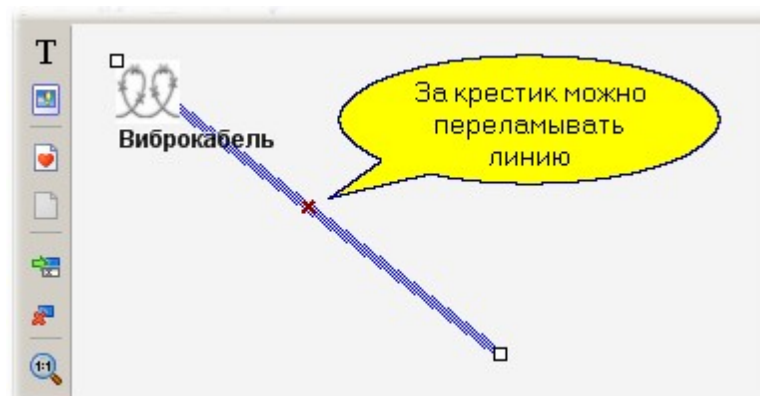 T
Виброкабель
За крестик можно
переламывать
линию
1:1